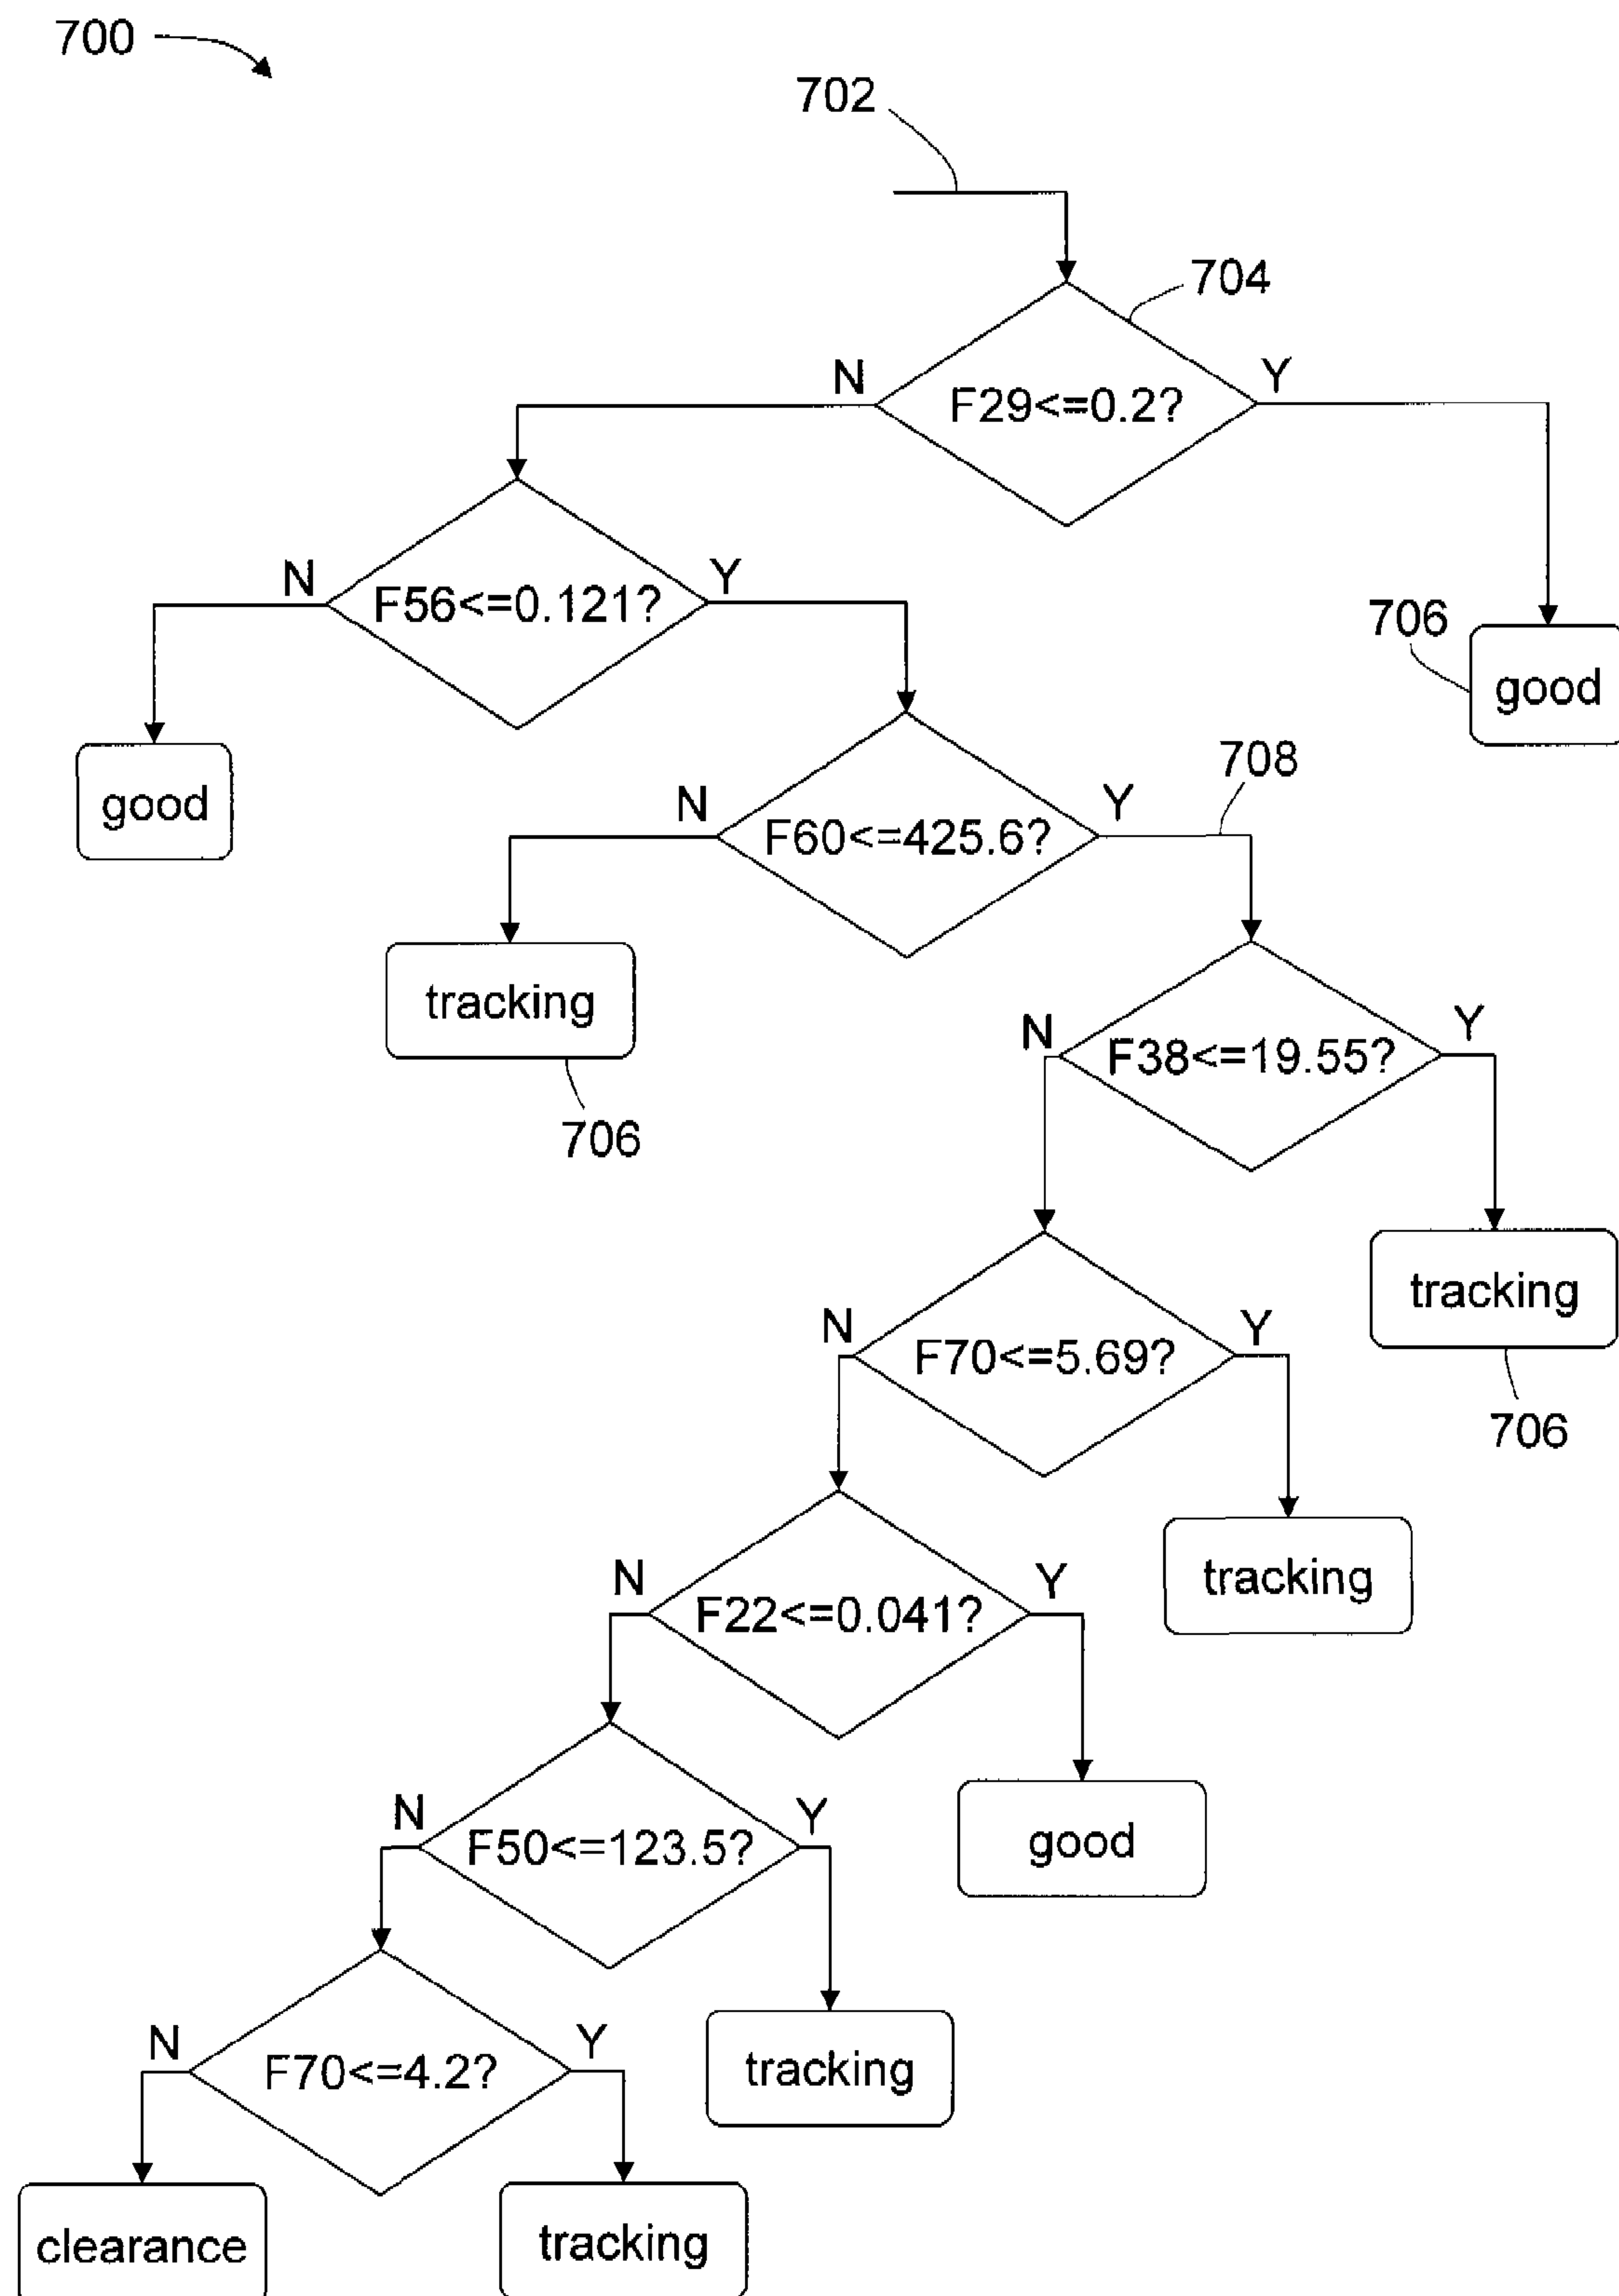 700
702
704
N
F29<=0.2?
Y
N
F56<=0.121?
Y
706
good
good
708
N
F60<=425.6?
Y
tracking
706
N
F38<=19.55?
Y
tracking
706
N
F70<=5.69?
Y
tracking
N
F22<=0.041?
Y
good
N
F50<=123.5?
Y
tracking
N
F70<=4.2?
Y
clearance
tracking